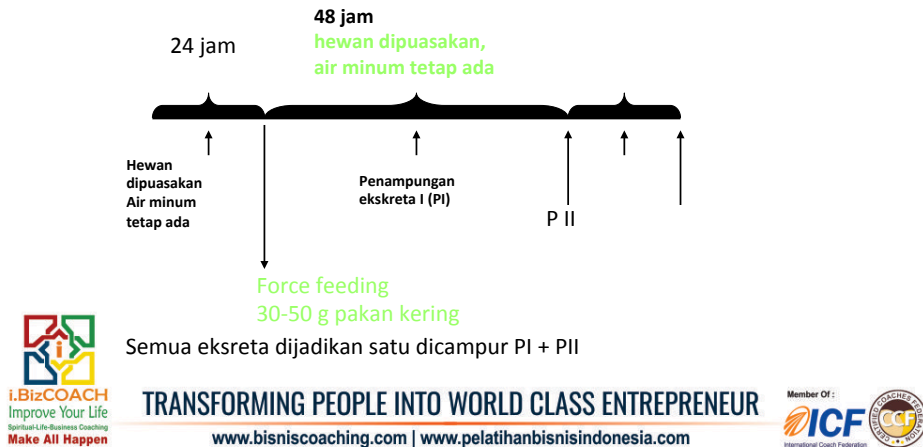 48 jam
24 jam
hewan dipuasakan,
air minum tetap ada
Hewan
dipuasakan
Air minum
tetap ada
Penampungan
ekskreta I (PI)
P II
Force feeding
30-50 g pakan kering
Semua eksreta dijadikan satu dicampur PI + PII
i
i.BizCOACH
Improve Your Life
Spiritual-Life-Business Coaching
Make All Happen
TRANSFORMING PEOPLE INTO WORLD CLASS ENTREPRENEUR
www.bisniscoaching.com | www.pelatihanbisnisindonesia.com
Member Of :
ICF
International Coach Federation
CCF